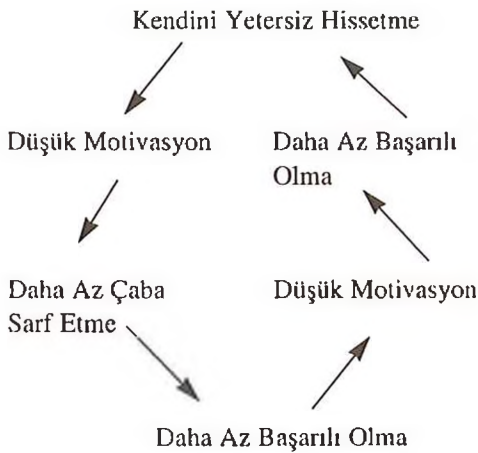 Kendini Yetersiz Hissetme
Düşük Motivasyon
Daha Az Başarılı
Olma
Daha Az Çaba
Sarf Etme
Düşük Motivasyon
Daha Az Başarılı Olma